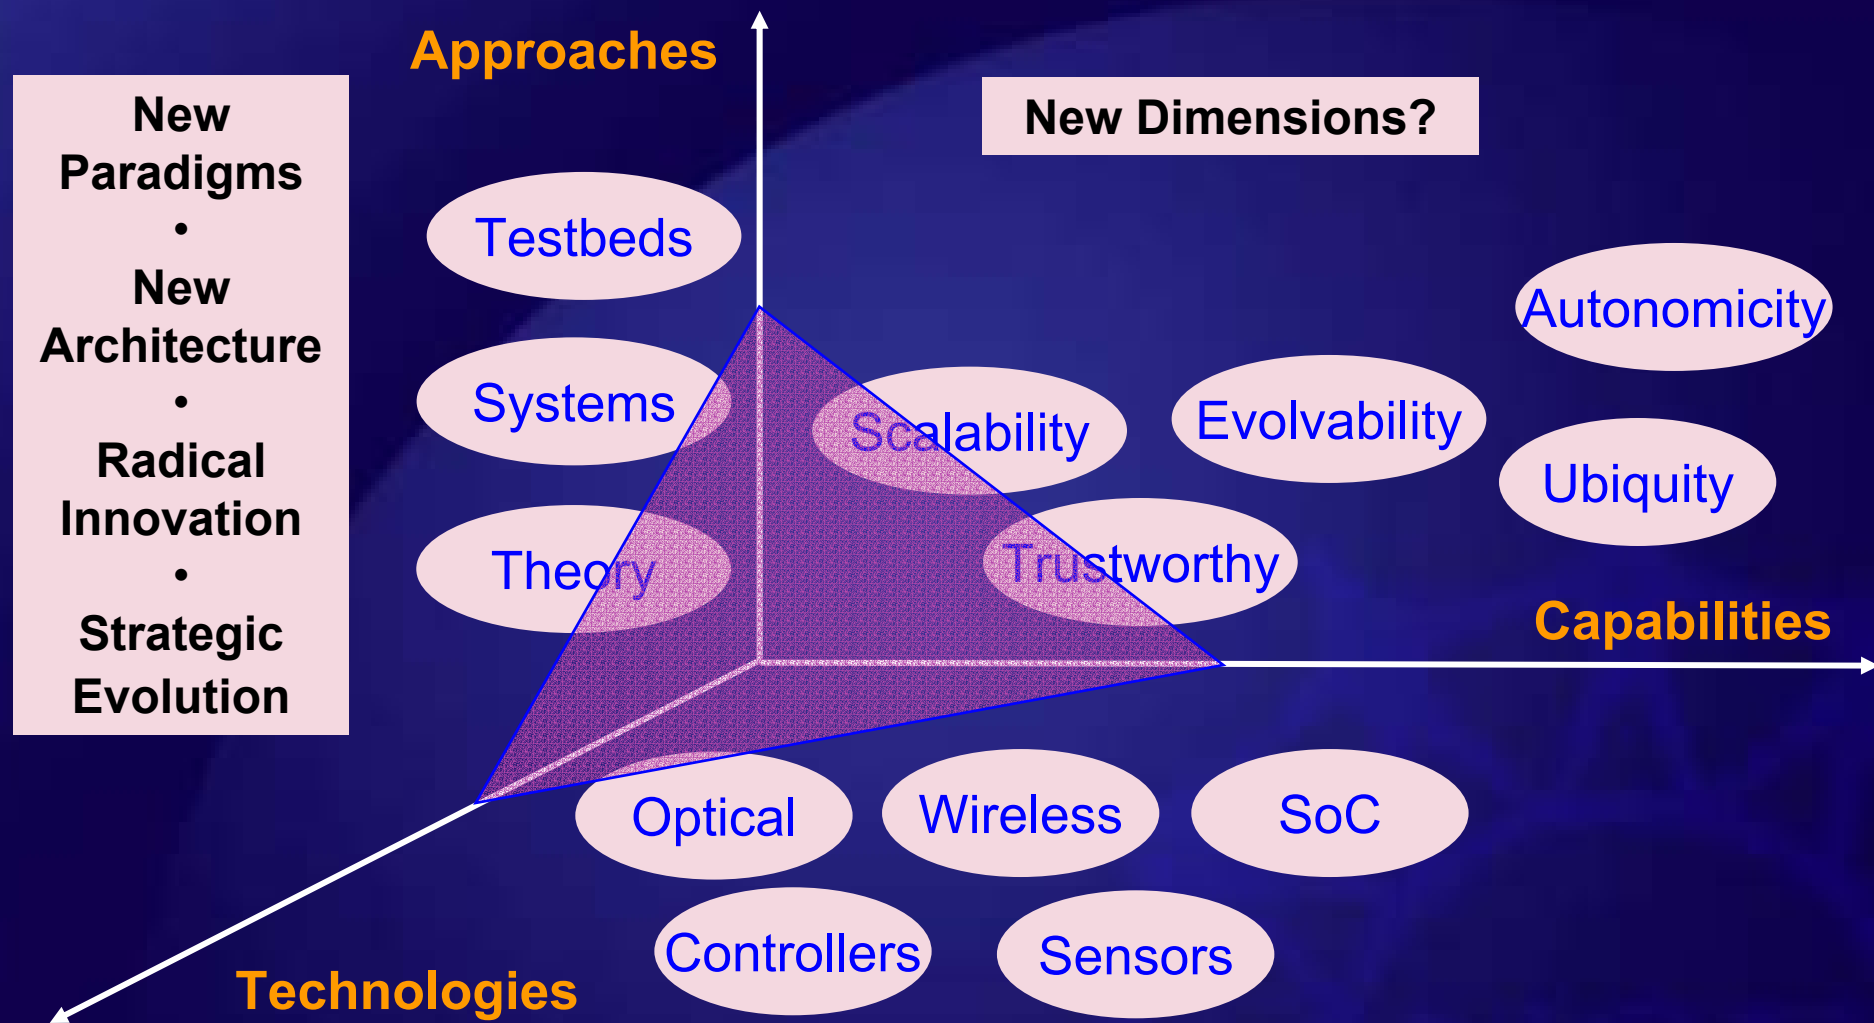 Approaches
New
Paradigms
•
New
Architecture
•
Radical
Innovation
•
Strategic
Evolution
New Dimensions?
Testbeds
Systems
Theory
Scalability
Trustworthy
Evolvability
Autonomicity
Ubiquity
Capabilities
Optical
Wireless
SoC
Controllers
Sensors
Technologies